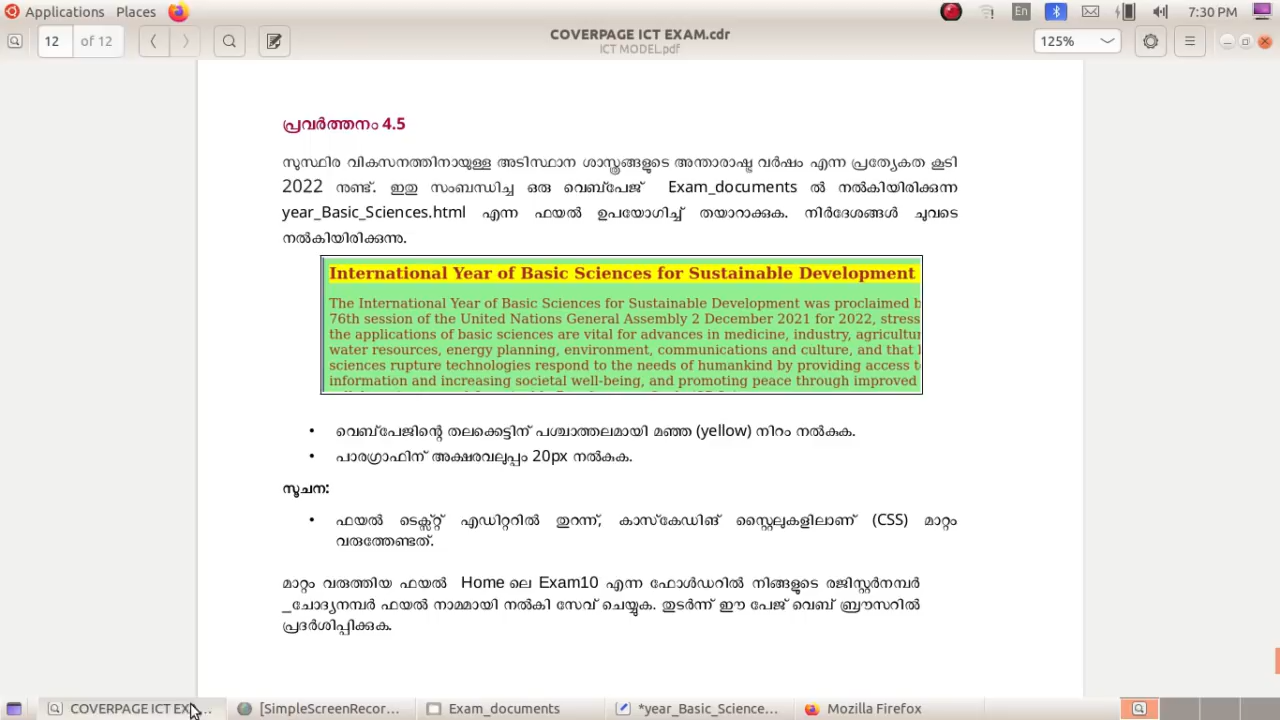 Applications Places En 7:30 PM
12 of 12 COVERPAGE ICT EXAM.cdr 125%
ICT MODEL.pdf
പ്രവർത്തനം 4.5
സുസ്ഥിര വികസനത്തിനായുള്ള അടിസ്ഥാന ശാസ്ത്രങ്ങളുടെ അന്താരാഷ്ട്ര വർഷം എന്ന പ്രത്യേകത കൂടി
2022 നുണ്ട്. ഇതു സംബന്ധിച്ച ഒരു വെബ്പേജ് Exam_documents ൽ നൽകിയിരിക്കുന്ന
year_Basic_Sciences.html എന്ന ഫയൽ ഉപയോഗിച്ച് തയാറാക്കുക. നിർദേശങ്ങൾ ചുവടെ
നൽകിയിരിക്കുന്നു.
International Year of Basic Sciences for Sustainable Development
The International Year of Basic Sciences for Sustainable Development was proclaimed
76th session of the United Nations General Assembly 2 December 2021 for 2022, stress
the applications of basic sciences are vital for advances in medicine, industry, agricultur
water resources, energy planning, environment, communications and culture, and that
sciences rupture technologies respond to the needs of humankind by providing access
information and increasing societal well-being, and promoting peace through improved
• വെബ്പേജിന്റെ തലക്കെട്ടിന് പശ്ചാത്തലമായി മഞ്ഞ (yellow) നിറം നൽകുക.
• പാരഗ്രാഫിന് അക്ഷരവലുപ്പം 20px നൽകുക.
സൂചന:
• ഫയൽ ടെക്സ്റ്റ് എഡിറ്ററിൽ തുറന്ന്, കാസ്കേഡിങ് സ്റ്റൈലുകളിലാണ് (CSS) മാറ്റം
വരുത്തേണ്ടത്.
മാറ്റം വരുത്തിയ ഫയൽ Home ലെ Exam10 എന്ന ഫോൾഡറിൽ നിങ്ങളുടെ രജിസ്റ്റർനമ്പർ
_ചോദ്യനമ്പർ ഫയൽ നാമമായി നൽകി സേവ് ചെയ്യുക. തുടർന്ന് ഈ പേജ് വെബ് ബ്രൗസറിൽ
പ്രദർശിപ്പിക്കുക.
COVERPAGE ICT EX... [SimpleScreenRecor... Exam_documents *year_Basic_Science... Mozilla Firefox